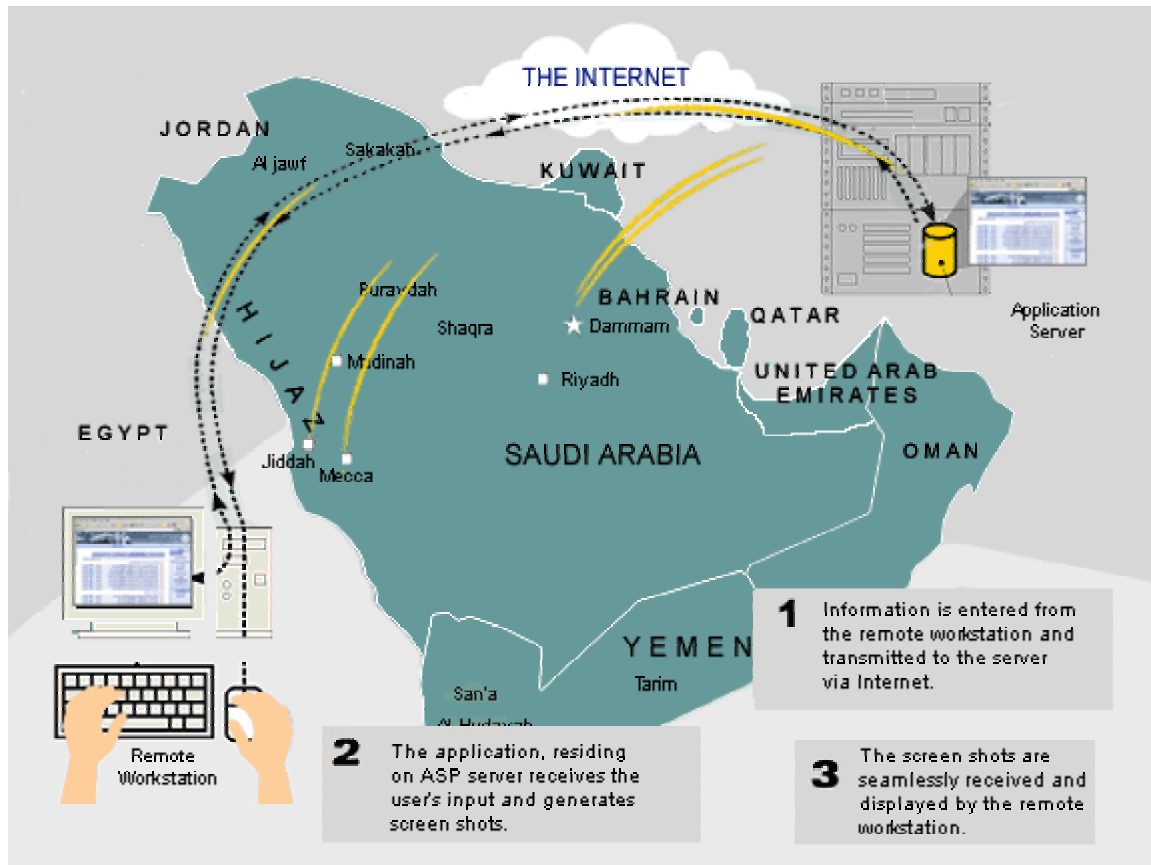 THE INTERNET
JORDAN
Al jawf
Sakakah
KUWAIT
BAHRAIN
Dammam
QATAR
Application
Server
Buraydah
Shaqra
HIJAZ
Madinah
Riyadh
UNITED ARAB
EMIRATES
EGYPT
Jiddah
Mecca
SAUDI ARABIA
OMAN
1
Information is entered from
the remote workstation and
transmitted to the server
via Internet.
YEMEN
Tarim
San'a
Al Hudayah
Remote
Workstation
2
The application, residing
on ASP server receives the
user's input and generates
screen shots.
3
The screen shots are
seamlessly received and
displayed by the remote
workstation.